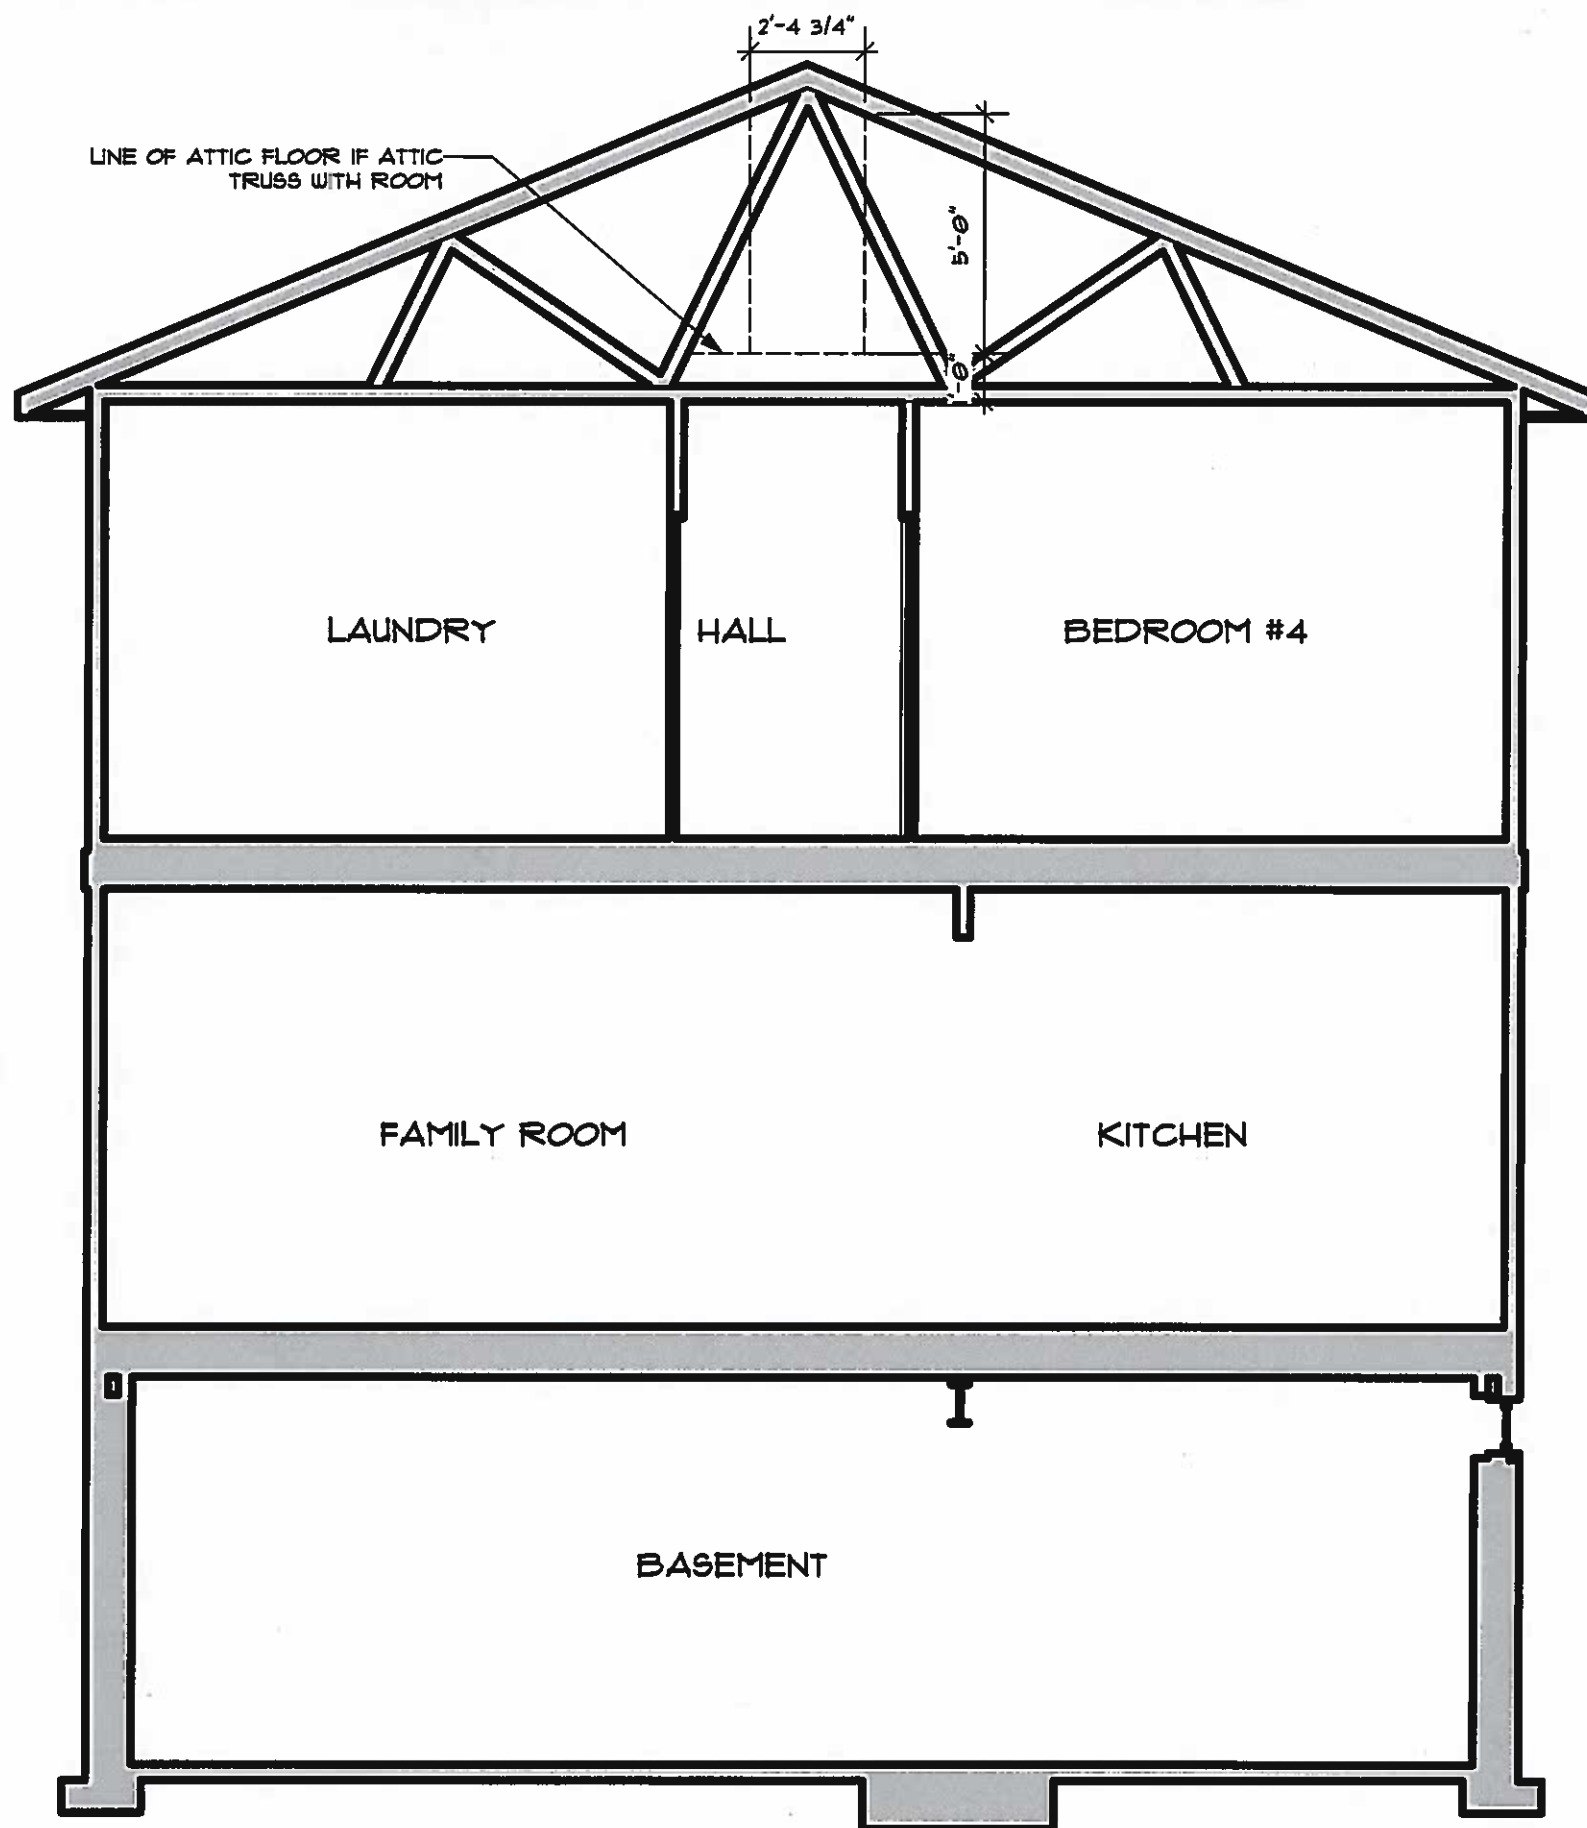 2'-4 3/4"
LINE OF ATTIC FLOOR IF ATTIC
TRUSS WITH ROOM
5'-0"
-0"
LAUNDRY
HALL
BEDROOM #4
FAMILY ROOM
KITCHEN
BASEMENT